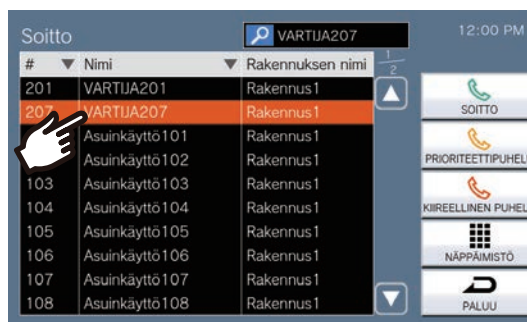 Soitto
VARTIJA207
12:00 PM
# Nimi Rakennuksen nimi
1/2
201 VARTIJA201 Rakennus1
207 VARTIJA207 Rakennus1
Asuinkäyttö101 Rakennus1
Asuinkäyttö102 Rakennus1
103 Asuinkäyttö103 Rakennus1
104 Asuinkäyttö104 Rakennus1
105 Asuinkäyttö105 Rakennus1
106 Asuinkäyttö106 Rakennus1
107 Asuinkäyttö107 Rakennus1
108 Asuinkäyttö108 Rakennus1
SOITTO
PRIORITEETTIPUHEL
KIIREELLINEN PUHEL
NÄPPÄIMISTÖ
PALUU